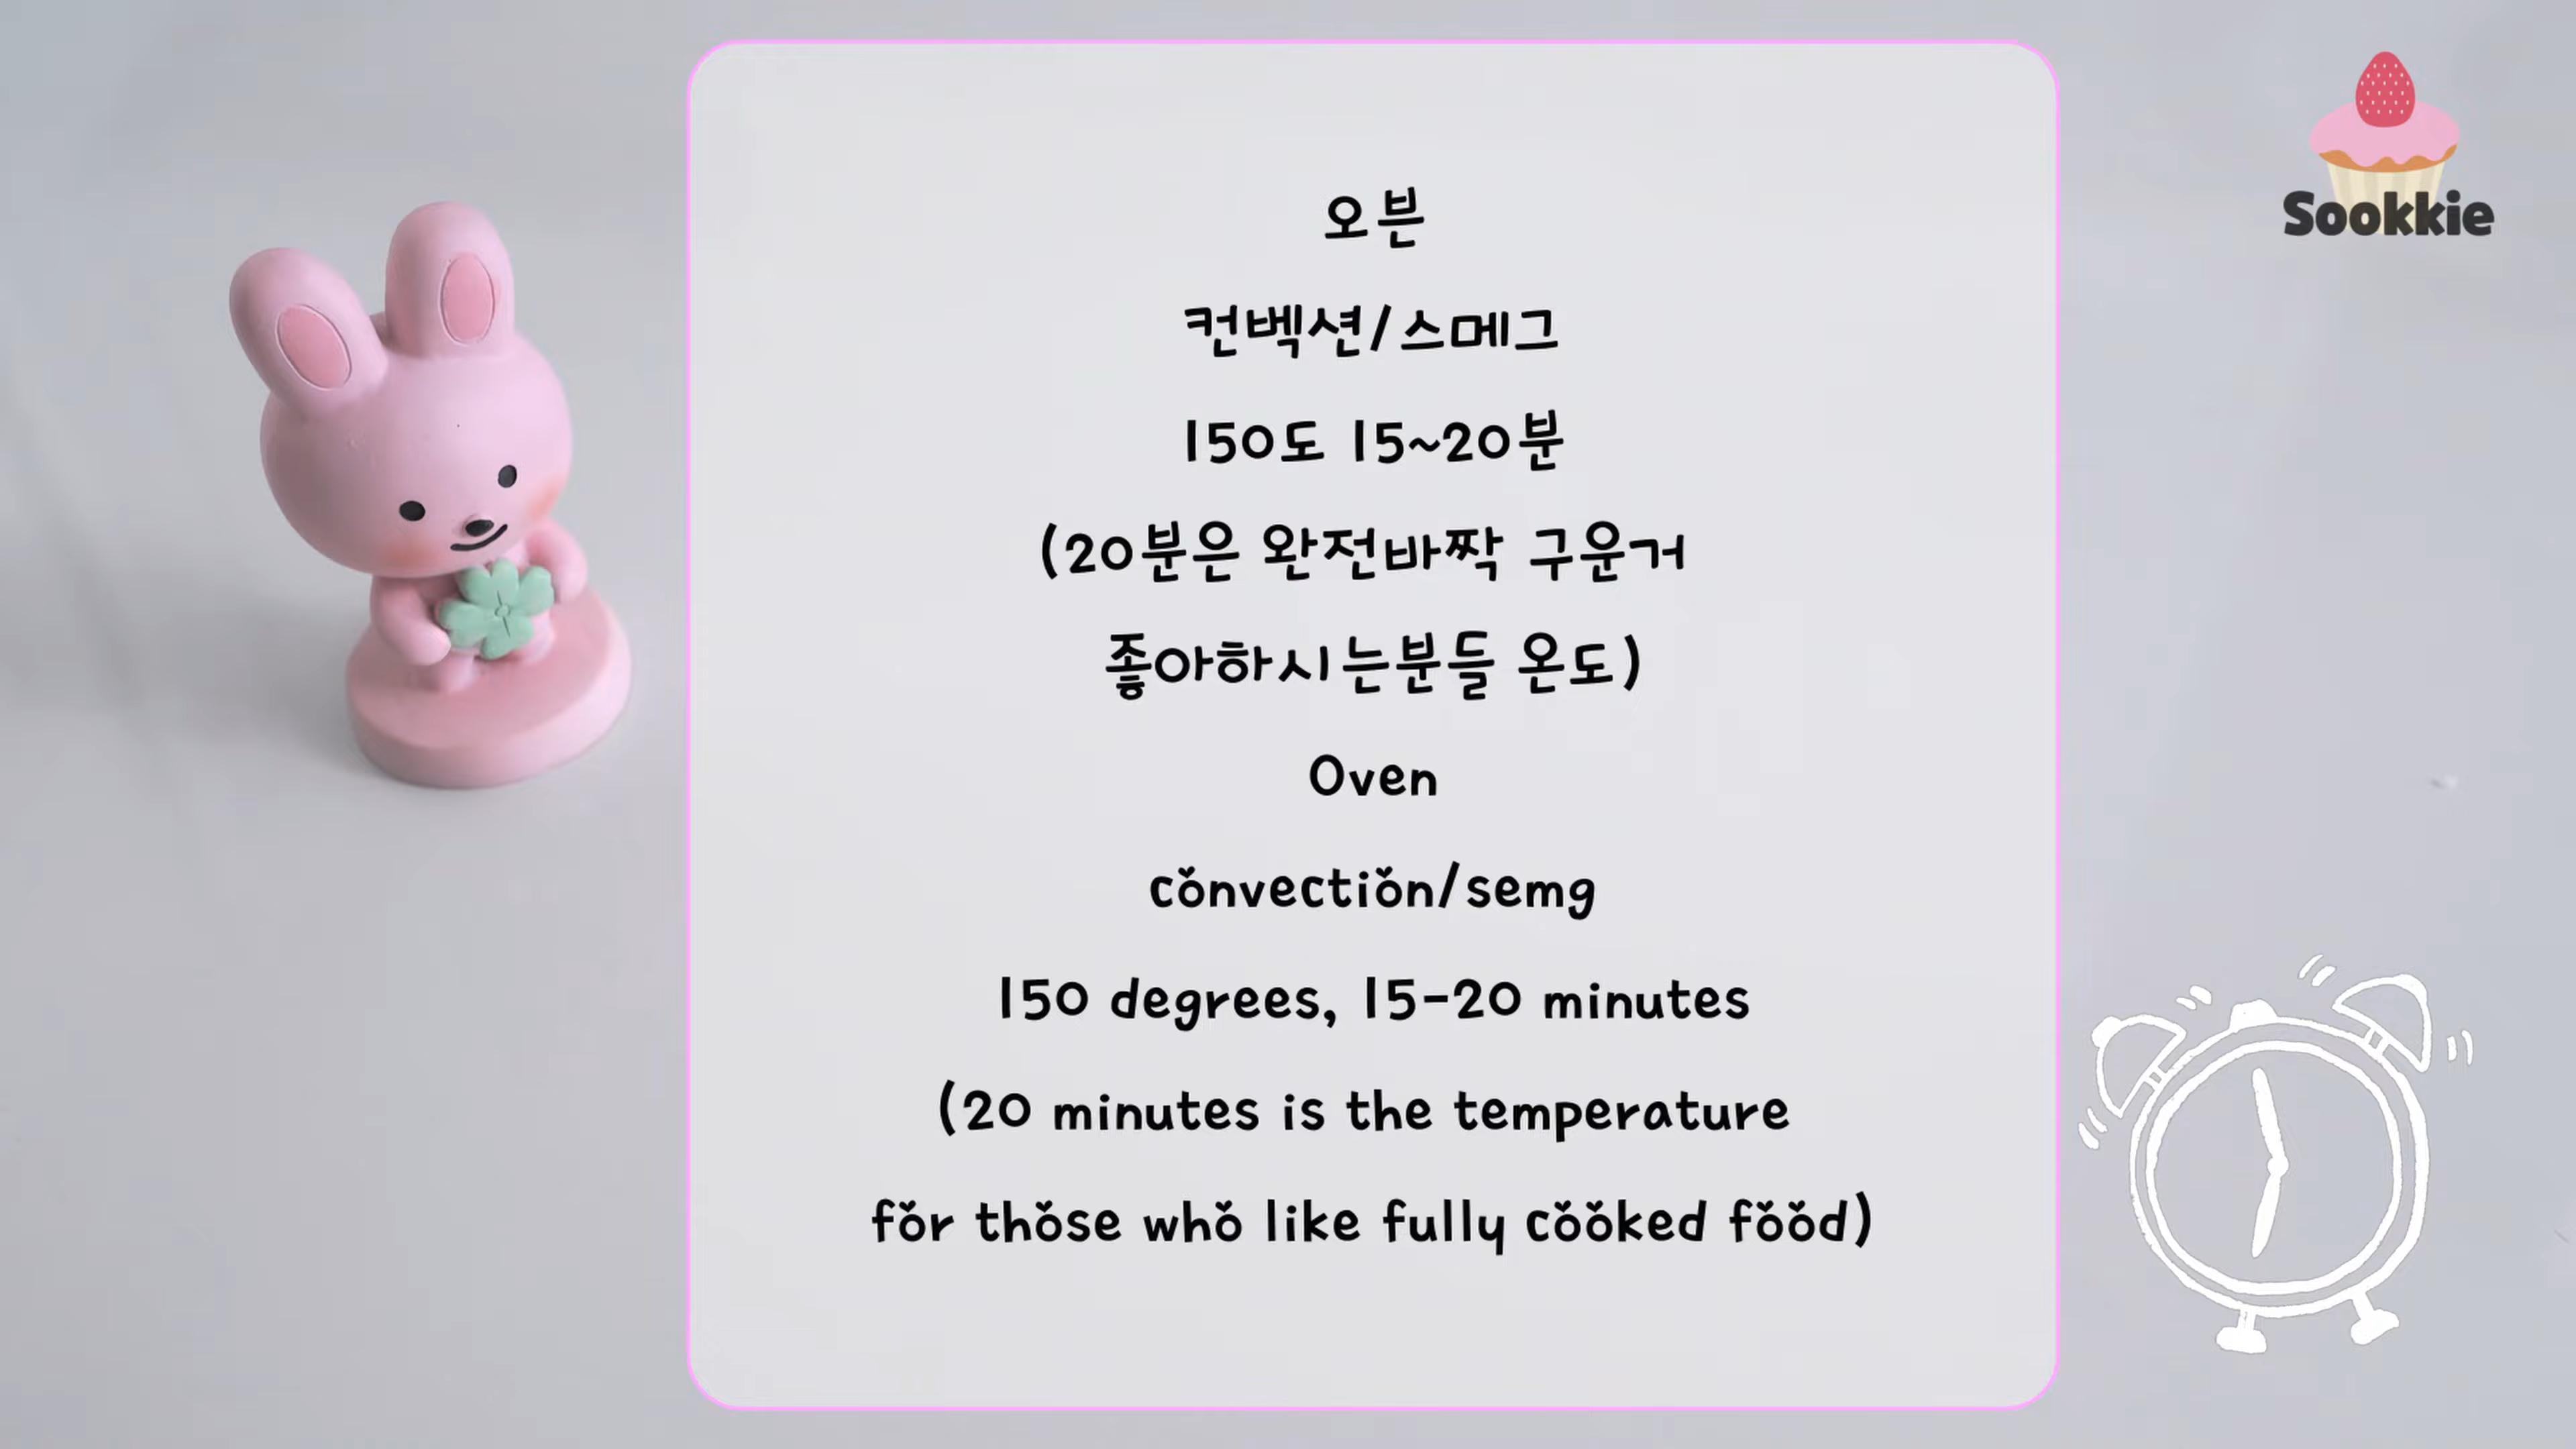 Sookkie
오븐
컨벡션/스메그
150도 15~20분
(20분은 완전바짝 구운거
좋아하시는분들 온도)
Oven
convection/semg
150 degrees, 15-20 minutes
(20 minutes is the temperature
for those who like fully cooked food)